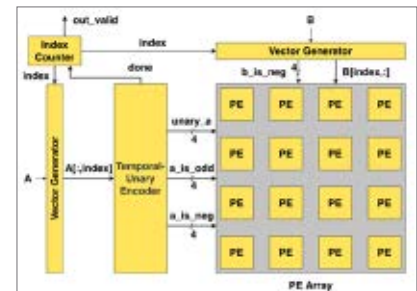 out_valid
B
Index
Counter
index
Vector Generator
index
done
4
b_is_neg
B[index,:]
A
Vector Generator
A[:,index]
Temporal-
Unary
Encoder
unary_a
4
a_is_odd
4
a_is_neg
4
PE PE PE PE
PE PE PE PE
PE PE PE PE
PE PE PE PE
PE Array